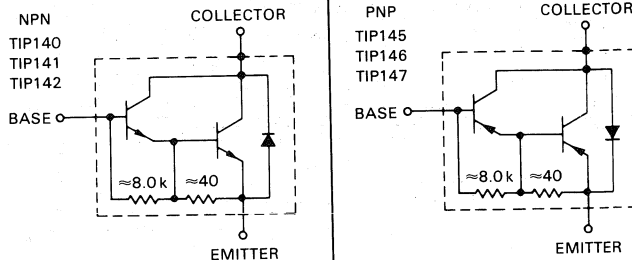 NPN
TIP140
TIP141
TIP142
COLLECTOR
BASE
≈8.0k
≈40
EMITTER
PNP
TIP145
TIP146
TIP147
COLLECTOR
BASE
≈8.0k
≈40
EMITTER